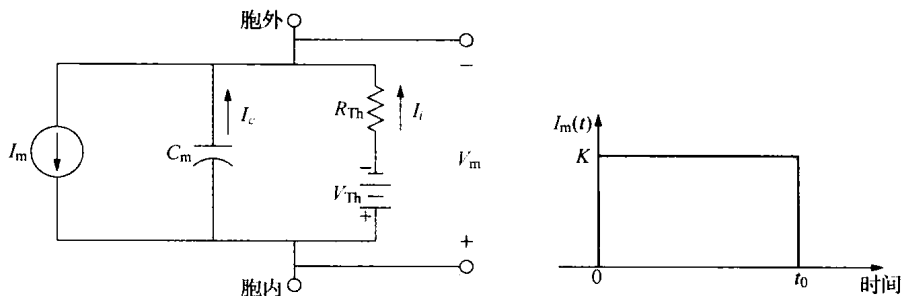 胞外
−
I_c
R_Th
I_i
I_m
C_m
−
V_m
V_Th
+
+
胞内
I_m(t)
K
0
t_0
时间